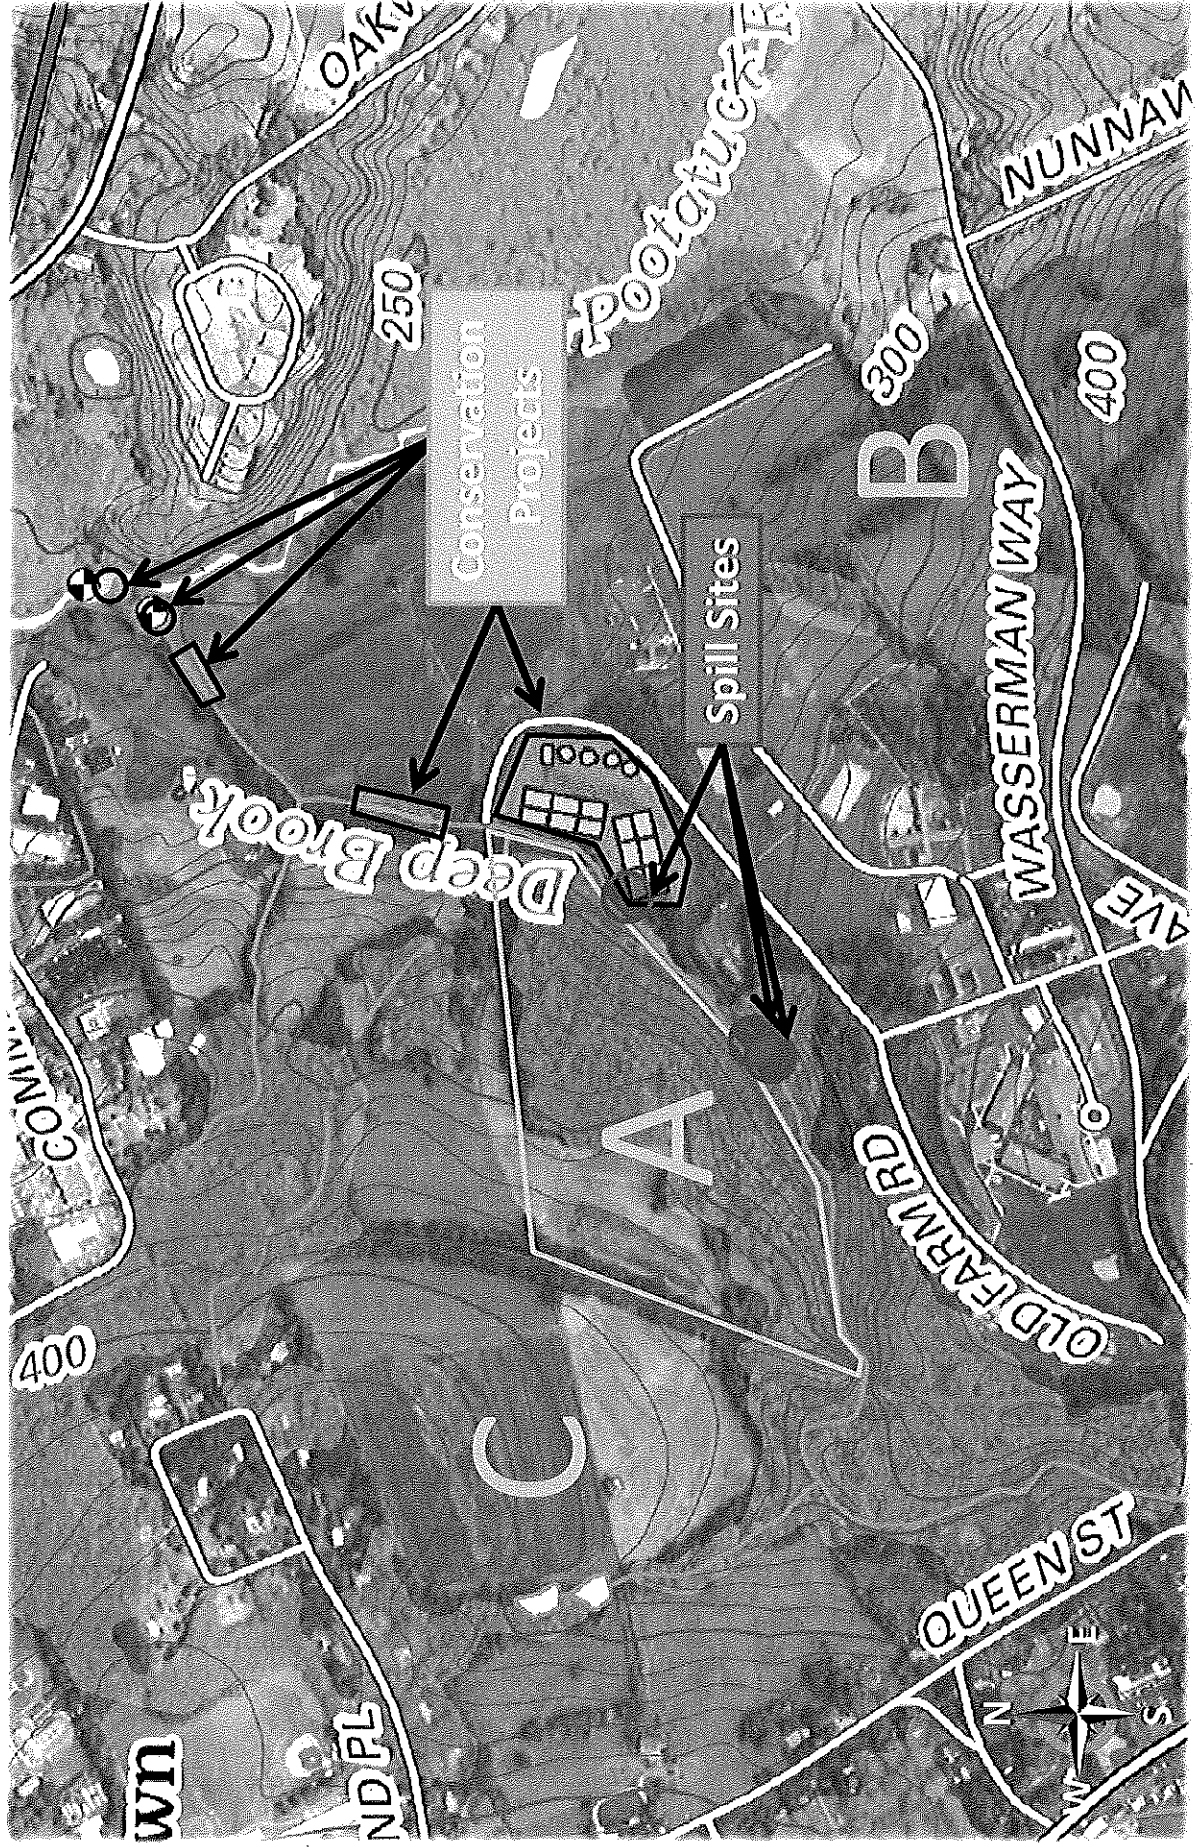 OAKW
Pootatuck R
NUNNAW
250
Conservation
Projects
300
400
B
Spill Sites
WASSERMAN WAY
AVE
Deep Brook
COMM
A
OLD FARM RD
400
C
QUEEN ST
ND PL
wn
N
E
S
W